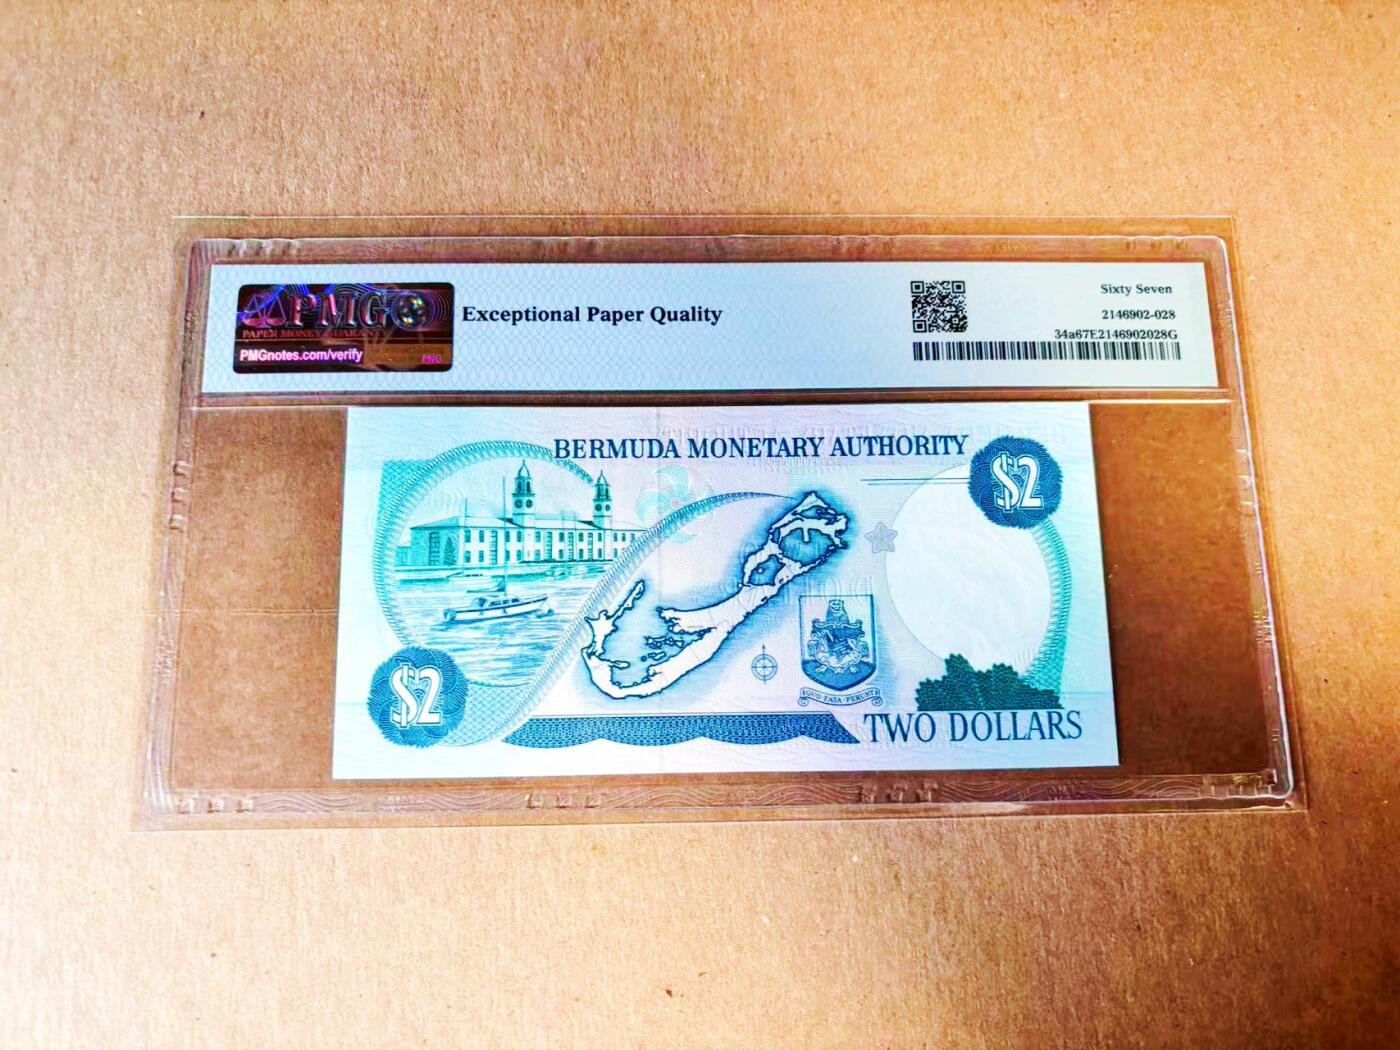 PMG
PAPER MONEY GUARANTY
PMGnotes.com/verify
PNG
Exceptional Paper Quality
Sixty Seven
2146902-028
34a67E2146902028G
BERMUDA MONETARY AUTHORITY
$2
$2
QUO FATA FERUNT
TWO DOLLARS